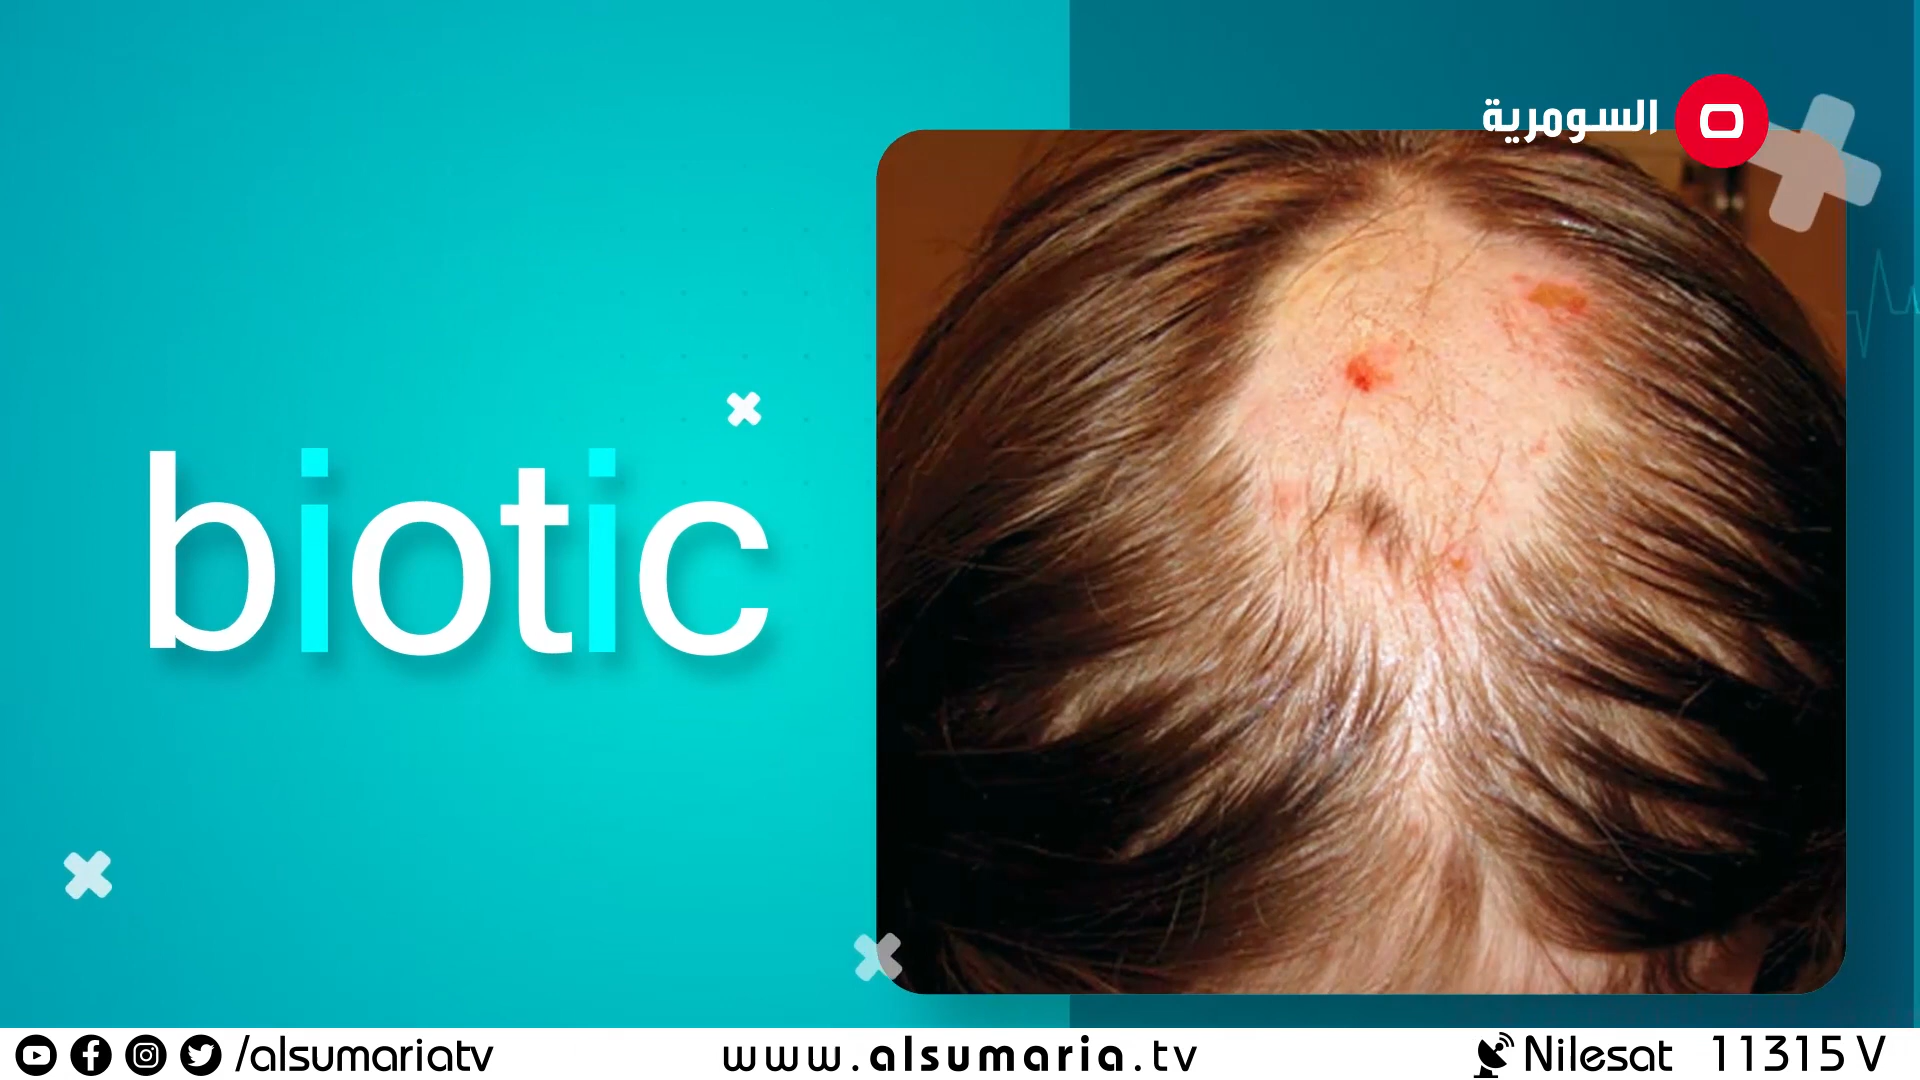 السومرية
biotic
/alsumariatv
www.alsumaria.tv
Nilesat 11315 V